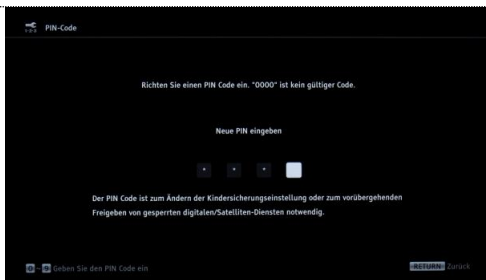 PIN-Code
Richten Sie einen PIN Code ein. "0000" ist kein gültiger Code.
Neue PIN eingeben
* * *
Der PIN Code ist zum Ändern der Kindersicherungseinstellung oder zum vorübergehenden
Freigeben von gesperrten digitalen/Satelliten-Diensten notwendig.
0 - 9 Geben Sie den PIN Code ein
RETURN Zurück